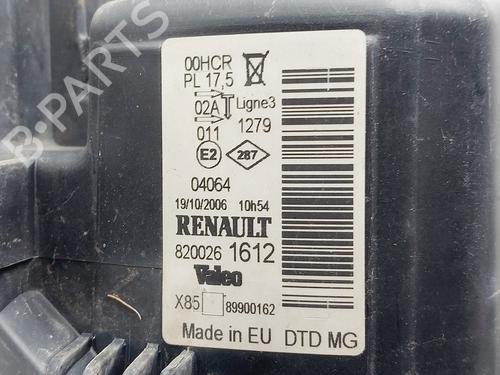 B-PARTS
00HCR
PL 17,5
02A Ligne3
011 1279
E2 287
04064
19/10/2006 10h54
RENAULT
820026 1612
Valeo
X85 89900162
Made in EU DTD MG